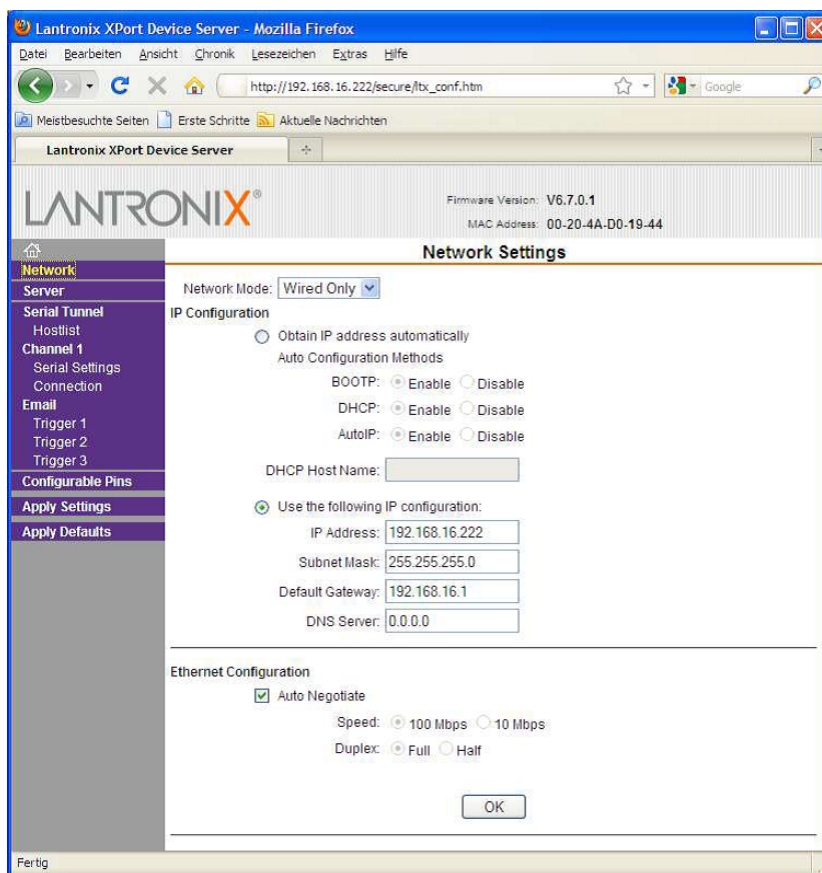 Lantronix XPort Device Server - Mozilla Firefox
Datei Bearbeiten Ansicht Chronik Lesezeichen Extras Hilfe
http://192.168.16.222/secure/ltx_conf.htm Google
Meistbesuchte Seiten Erste Schritte Aktuelle Nachrichten
Lantronix XPort Device Server
LANTRONIX®
Firmware Version: V6.7.0.1
MAC Address: 00-20-4A-D0-19-44
Network
Server
Serial Tunnel
Hostlist
Channel 1
Serial Settings
Connection
Email
Trigger 1
Trigger 2
Trigger 3
Configurable Pins
Apply Settings
Apply Defaults
Network Settings
Network Mode: Wired Only
IP Configuration
Obtain IP address automatically
Auto Configuration Methods
BOOTP: Enable Disable
DHCP: Enable Disable
AutoIP: Enable Disable
DHCP Host Name:
Use the following IP configuration:
IP Address: 192.168.16.222
Subnet Mask: 255.255.255.0
Default Gateway: 192.168.16.1
DNS Server: 0.0.0.0
Ethernet Configuration
Auto Negotiate
Speed: 100 Mbps 10 Mbps
Duplex: Full Half
OK
Fertig